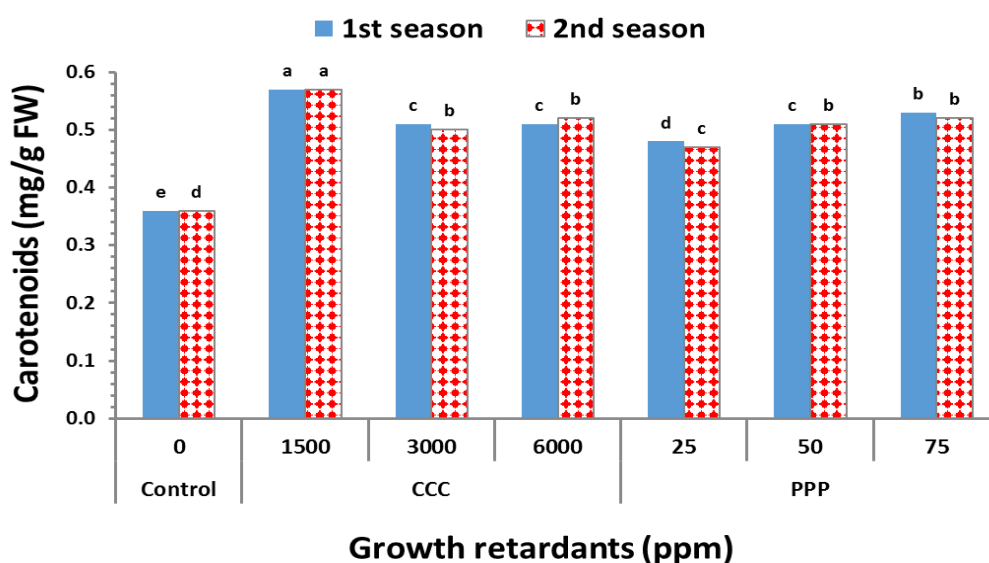 1st season 2nd season
Carotenoids (mg/g FW)
0.6
0.5
0.4
0.3
0.2
0.1
0.0
e d a a c b c b d c c b b b
0 1500 3000 6000 25 50 75
Control CCC PPP
Growth retardants (ppm)